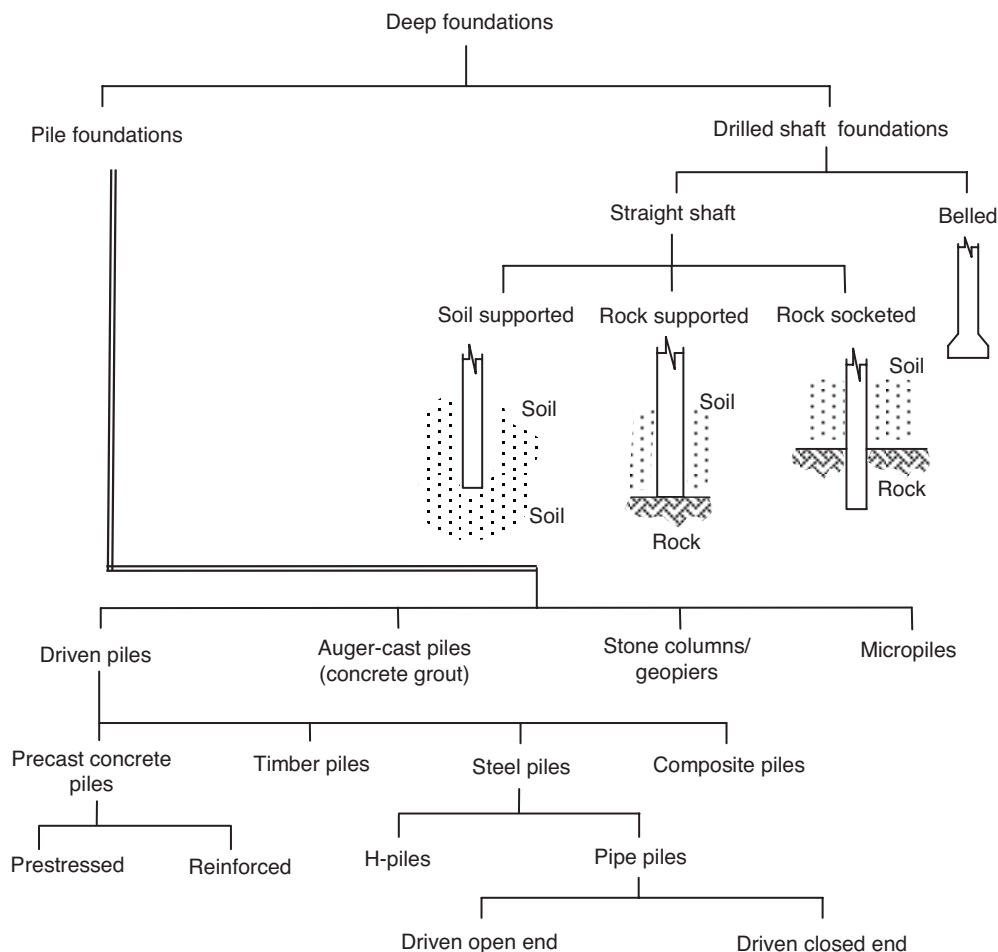 Deep foundations
Pile foundations
Drilled shaft foundations
Straight shaft
Belled
Soil supported
Rock supported
Rock socketed
Soil
Soil
Soil
Soil
Rock
Rock
Driven piles
Auger-cast piles
(concrete grout)
Stone columns/
geopiers
Micropiles
Precast concrete
piles
Timber piles
Steel piles
Composite piles
Prestressed
Reinforced
H-piles
Pipe piles
Driven open end
Driven closed end